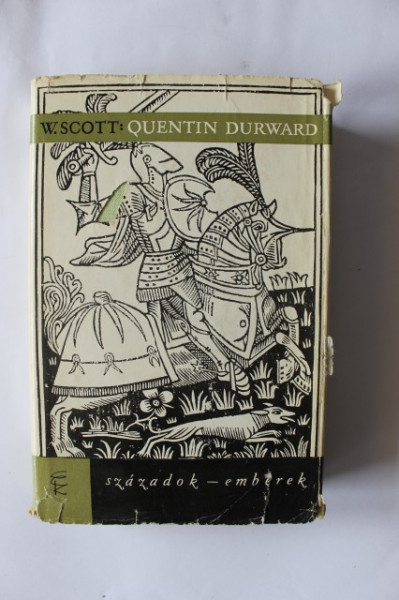 W. SCOTT: QUENTIN DURWARD
századok — emberek